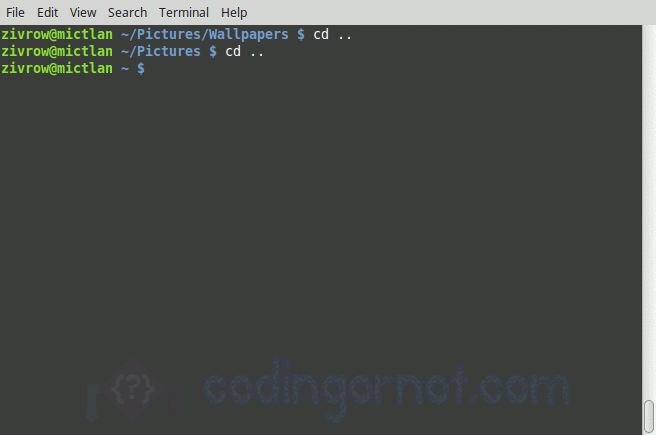 File Edit View Search Terminal Help
zivrow@mictlan ~/Pictures/Wallpapers $ cd ..
zivrow@mictlan ~/Pictures $ cd ..
zivrow@mictlan ~ $
{?} codingornot.com